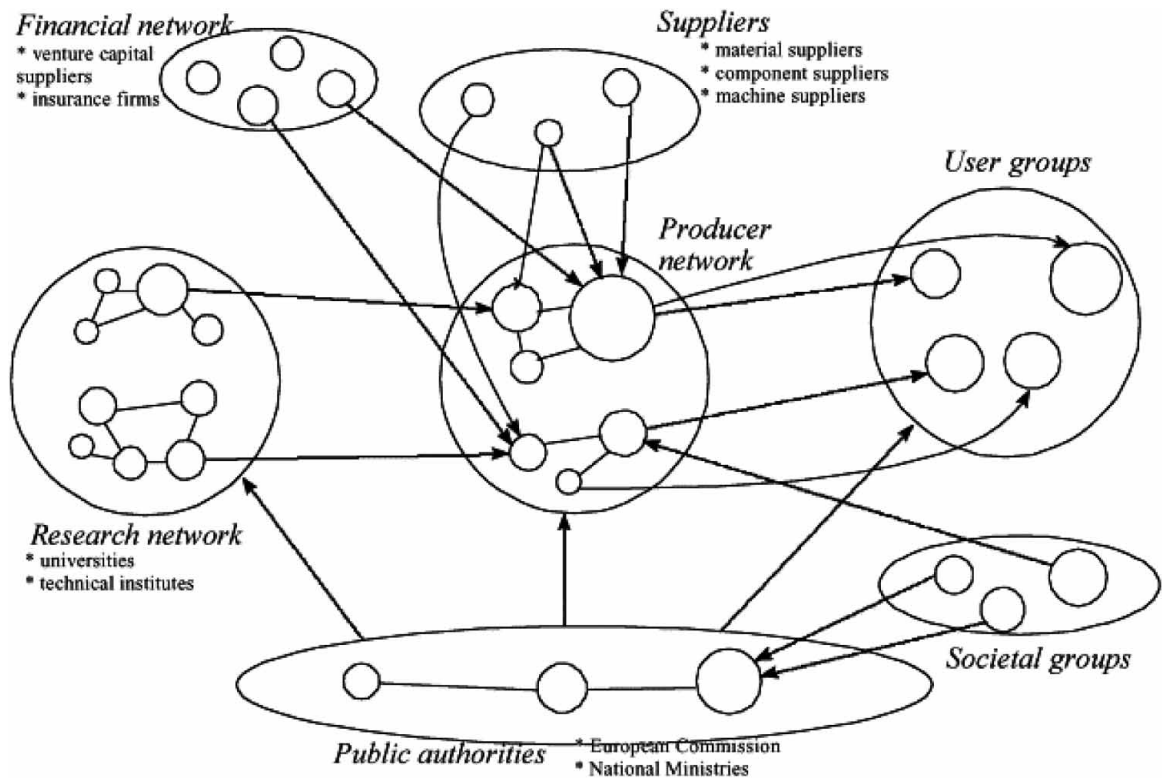 Financial network
* venture capital
suppliers
* insurance firms
Suppliers
* material suppliers
* component suppliers
* machine suppliers
User groups
Producer
network
Research network
* universities
* technical institutes
Societal groups
Public authorities
* European Commission
* National Ministries